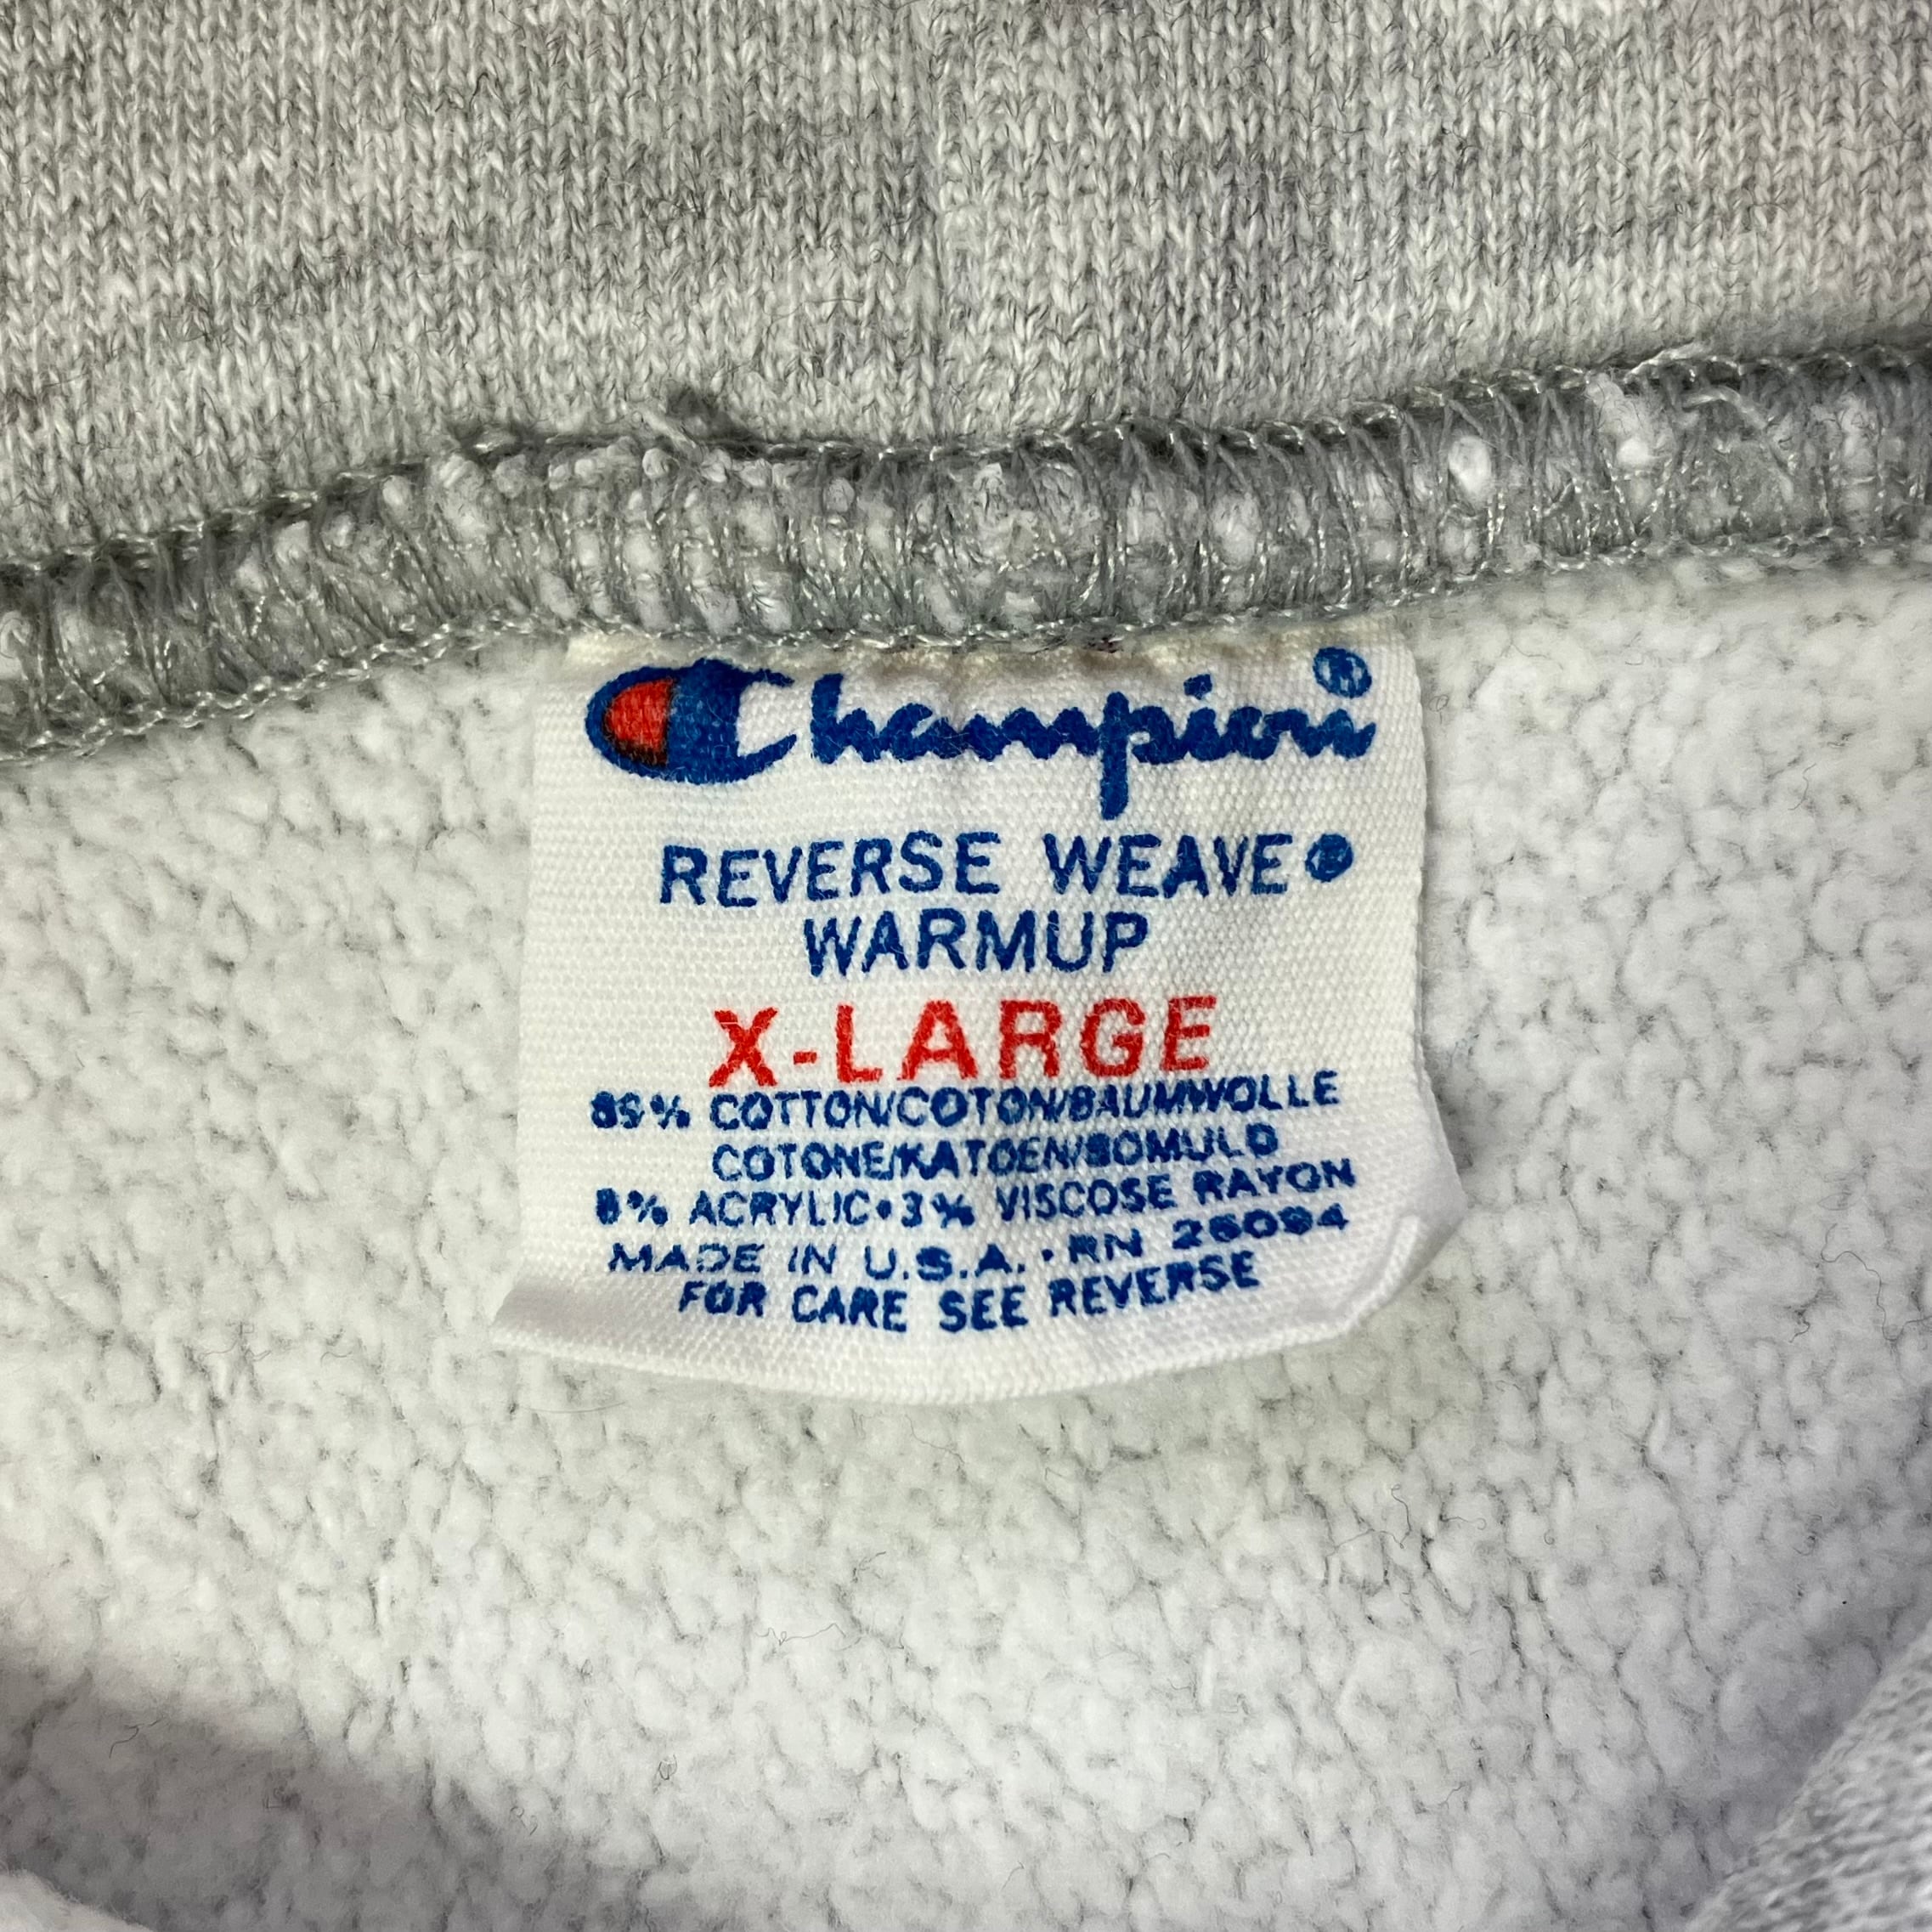 Champion®
REVERSE WEAVE®
WARMUP
X-LARGE
89% COTTON/COTON/BAUMWOLLE
COTONE/KATOEN/BOMULD
8% ACRYLIC•3% VISCOSE RAYON
MADE IN U.S.A. • RN 26094
FOR CARE SEE REVERSE